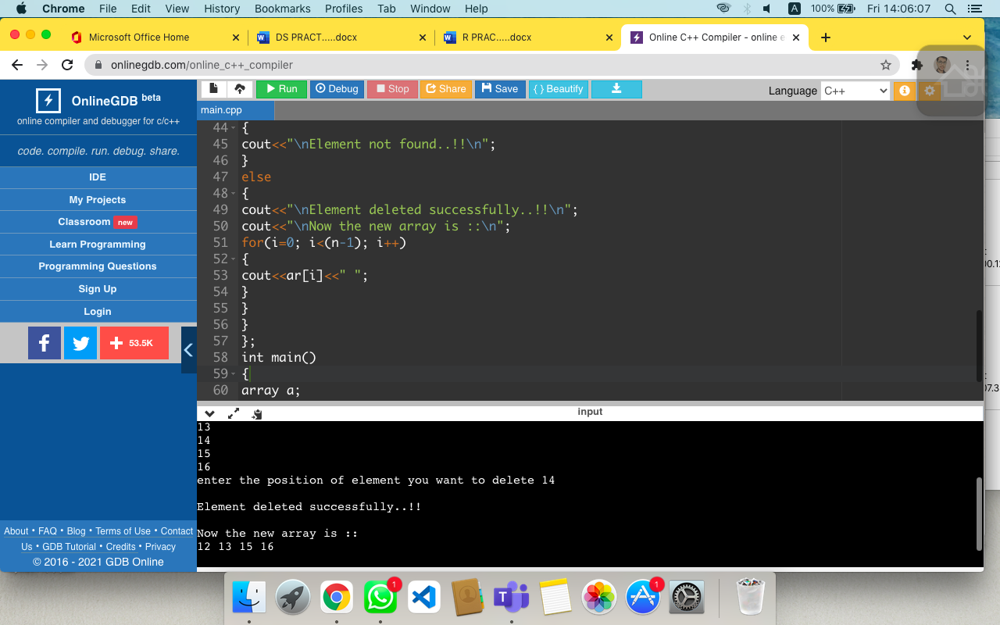 Chrome File Edit View History Bookmarks Profiles Tab Window Help A 100% Fri 14:06:07
Microsoft Office Home × W DS PRACT.....docx × W R PRAC.....docx × Online C++ Compiler - online e × +
onlinegdb.com/online_c++_compiler
OnlineGDB beta
online compiler and debugger for c/c++
code. compile. run. debug. share.
IDE
My Projects
Classroom new
Learn Programming
Programming Questions
Sign Up
Login
f + 53.5K
About • FAQ • Blog • Terms of Use • Contact
Us • GDB Tutorial • Credits • Privacy
© 2016 - 2021 GDB Online
Run Debug Stop Share Save { } Beautify Language C++
main.cpp
44 {
45 cout<<"\nElement not found..!!\n";
46 }
47 else
48 {
49 cout<<"\nElement deleted successfully..!!\n";
50 cout<<"\nNow the new array is ::\n";
51 for(i=0; i<(n-1); i++)
52 {
53 cout<<ar[i]<<" ";
54 }
55 }
56 }
57 };
58 int main()
59 {
60 array a;
input
13
14
15
16
enter the position of element you want to delete 14
Element deleted successfully..!!
Now the new array is ::
12 13 15 16
1 T 1